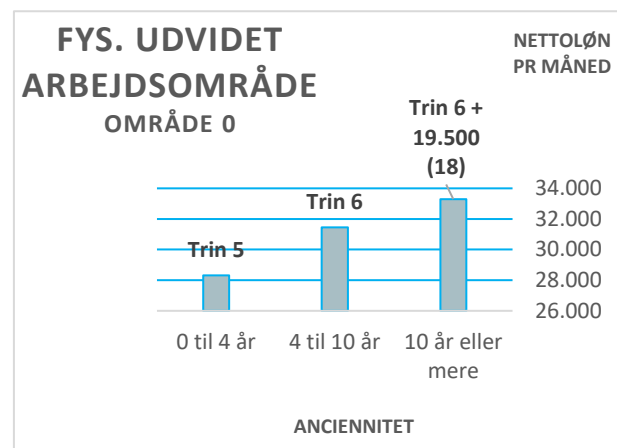 FYS. UDVIDET
ARBEJDSOMRÅDE
OMRÅDE 0
NETTOLØN
PR MÅNED
Trin 6 +
19.500
(18)
Trin 6
Trin 5
34.000
32.000
30.000
28.000
26.000
0 til 4 år
4 til 10 år
10 år eller
mere
ANCIENNITET